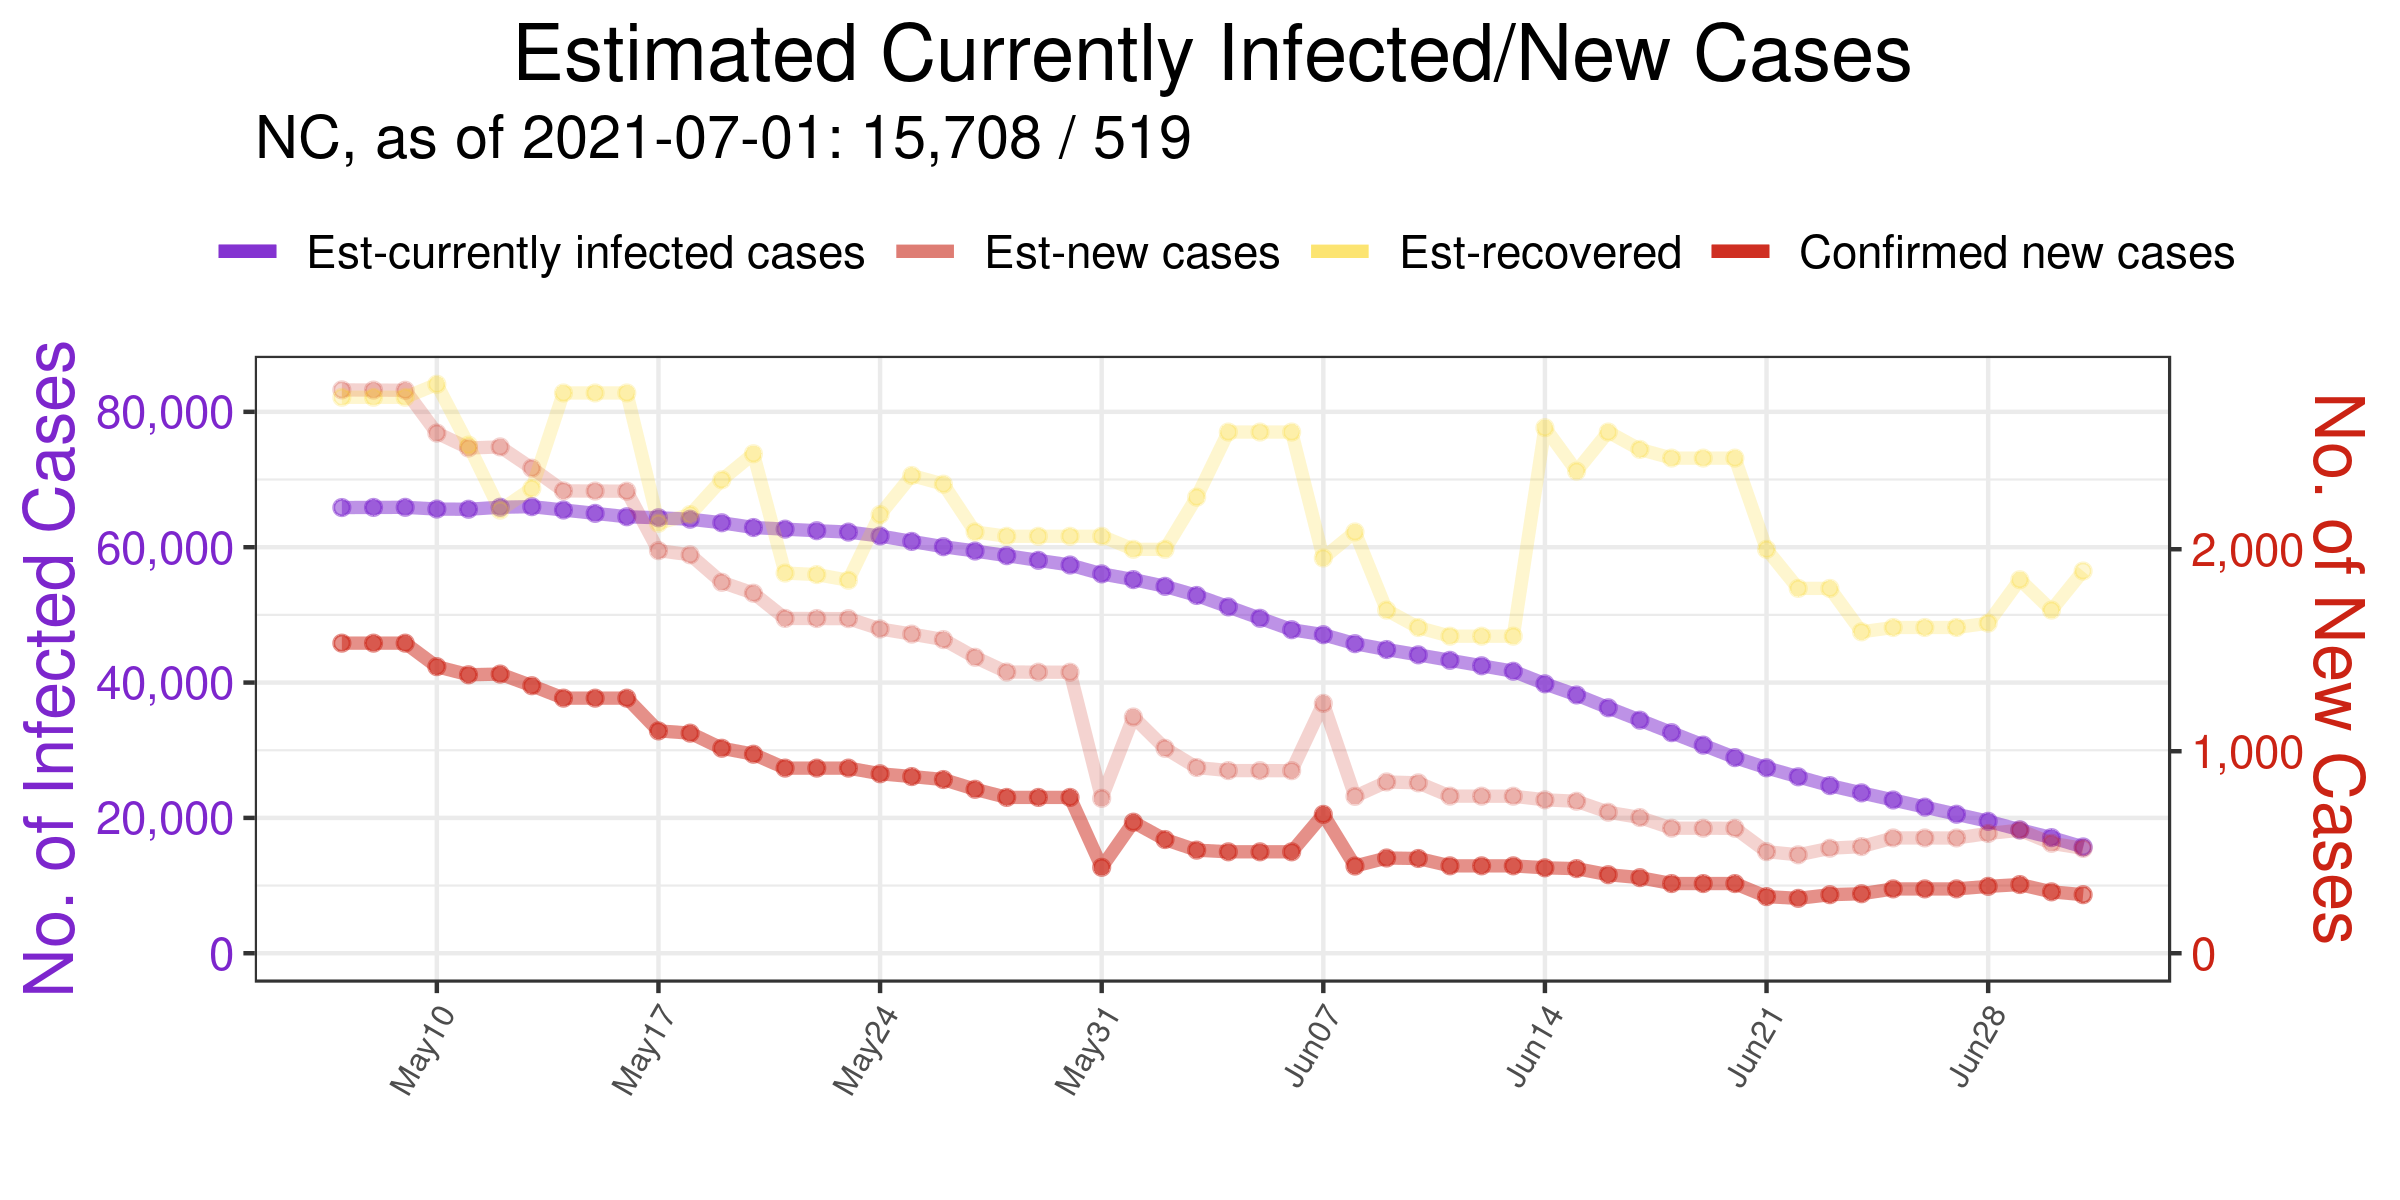 Estimated Currently Infected/New Cases
NC, as of 2021-07-01: 15,708 / 519
Est-currently infected cases Est-new cases Est-recovered Confirmed new cases
No. of Infected Cases
80,000
60,000
40,000
20,000
0
2,000
1,000
0
No. of New Cases
May10 May17 May24 May31 Jun07 Jun14 Jun21 Jun28